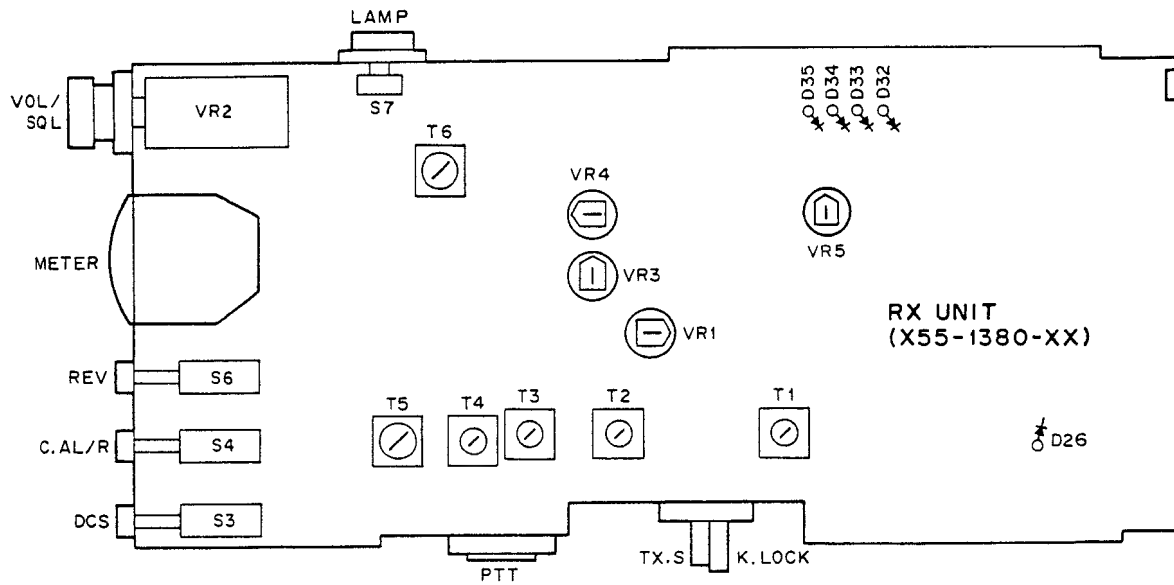 LAMP
VOL/
SQL
VR2
S7
D35
D34
D33
D32
T6
VR4
VR5
METER
VR3
RX UNIT
(X55-1380-XX)
VR1
REV
S6
T5
T4
T3
T2
T1
C.AL/R
S4
D26
DCS
S3
TX.S
K.LOCK
PTT